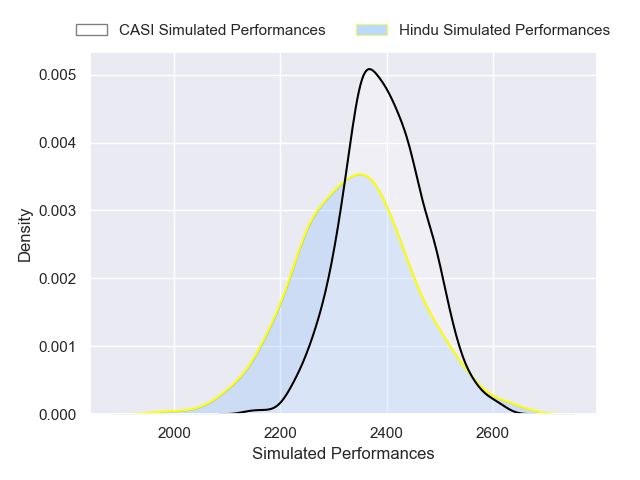 CASI Simulated Performances
Hindu Simulated Performances
0.005
0.004
0.003
0.002
0.001
0.000
Density
2000
2200
2400
2600
Simulated Performances